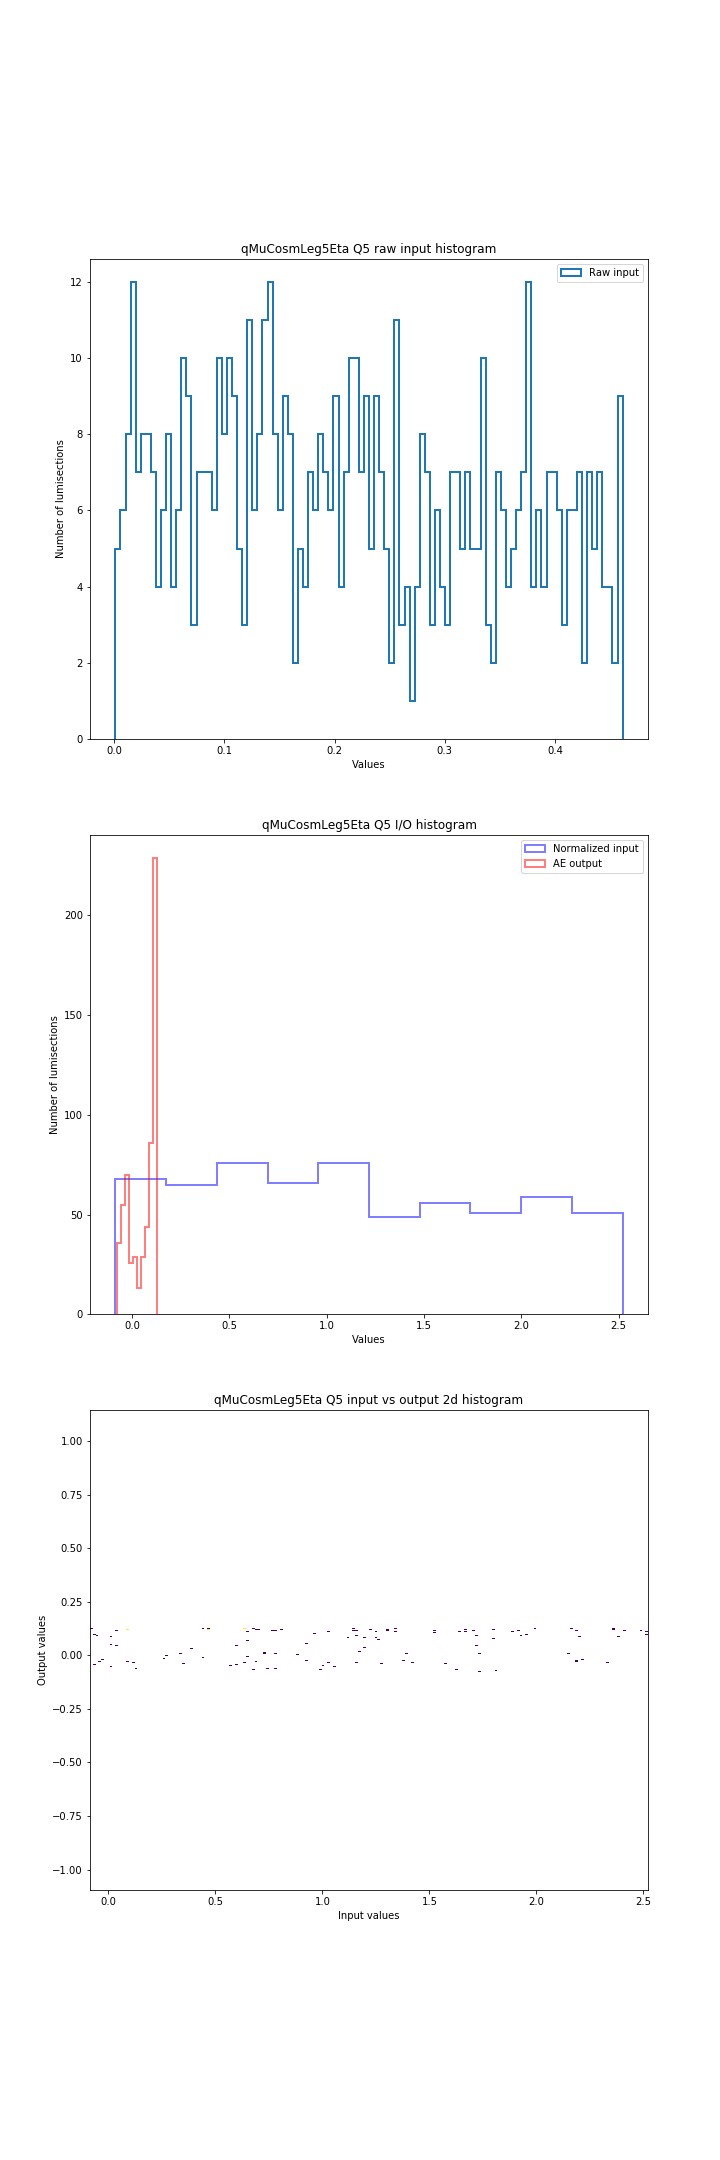 qMuCosmLeg5Eta Q5 raw input histogram
Raw input
12
10
8
6
4
2
0
Number of lumisections
0.0 0.1 0.2 0.3 0.4
Values
qMuCosmLeg5Eta Q5 I/O histogram
Normalized input
AE output
200
150
100
50
0
Number of lumisections
0.0 0.5 1.0 1.5 2.0 2.5
Values
qMuCosmLeg5Eta Q5 input vs output 2d histogram
1.00
0.75
0.50
0.25
0.00
−0.25
−0.50
−0.75
−1.00
Output values
0.0 0.5 1.0 1.5 2.0 2.5
Input values